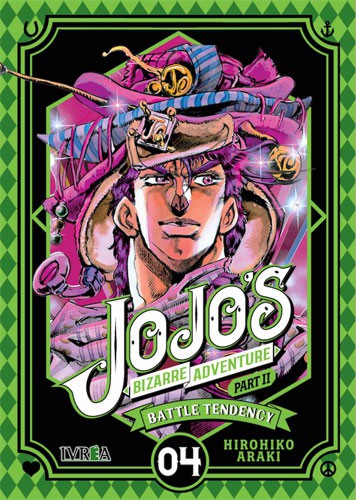 JOJO'S
BIZARRE ADVENTURE
PART II
BATTLE TENDENCY
IVREA
04
HIROHIKO
ARAKI